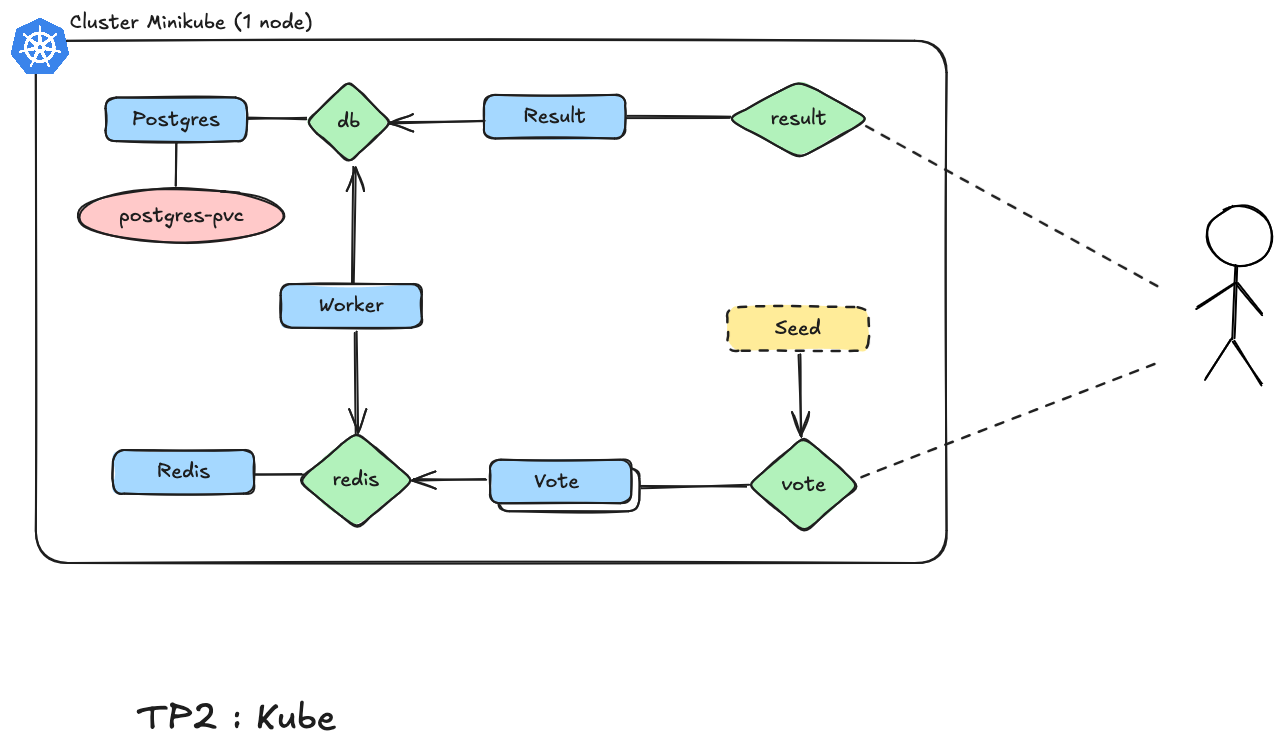 Cluster Minikube (1 node)
Postgres
db
Result
result
postgres-pvc
Worker
Seed
Redis
redis
Vote
vote
TP2 : Kube